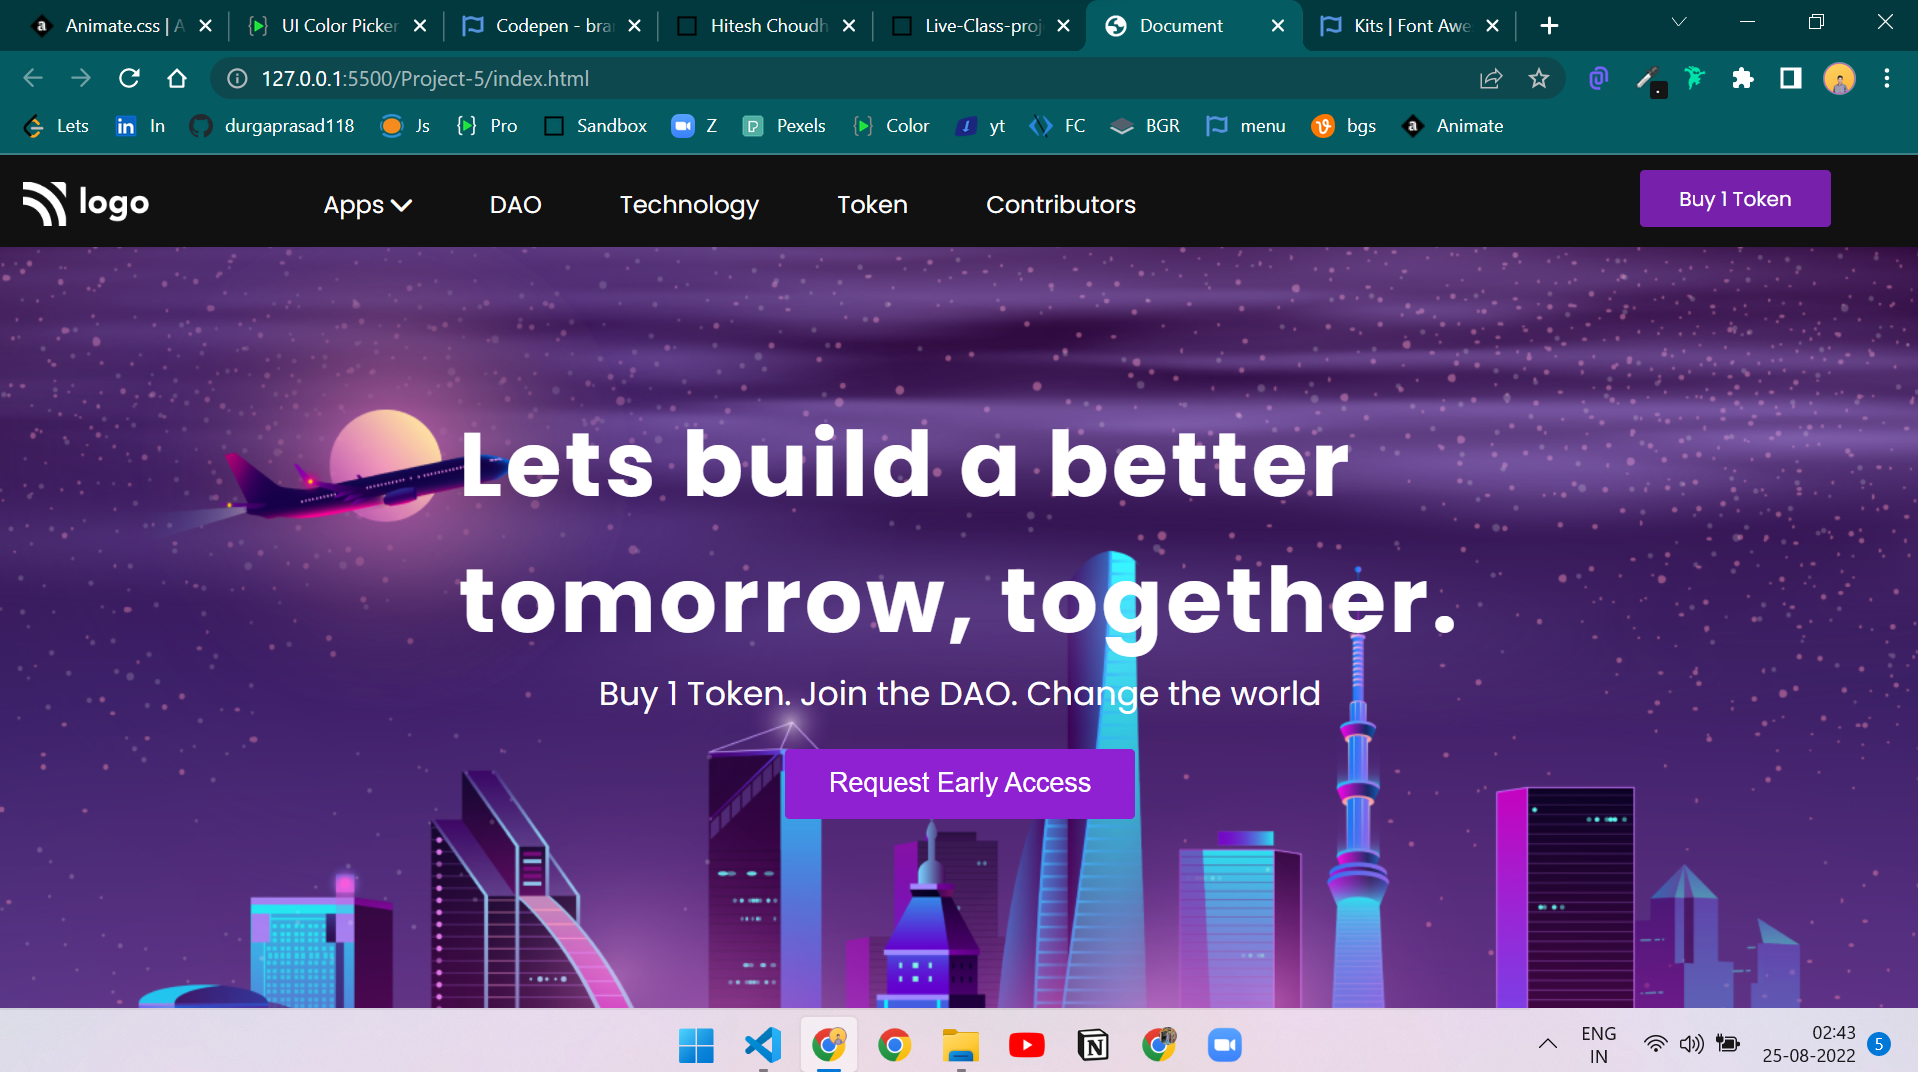 Animate.css | A
UI Color Picker
Codepen - bra
Hitesh Choudh
Live-Class-proj
Document
Kits | Font Awe
127.0.0.1:5500/Project-5/index.html
Lets
In
durgaprasad118
Js
Pro
Sandbox
Z
Pexels
Color
yt
FC
BGR
menu
bgs
Animate
logo
Apps
DAO
Technology
Token
Contributors
Buy 1 Token
Lets build a better
tomorrow, together.
Buy 1 Token. Join the DAO. Change the world
Request Early Access
ENG
IN
02:43
25-08-2022
5